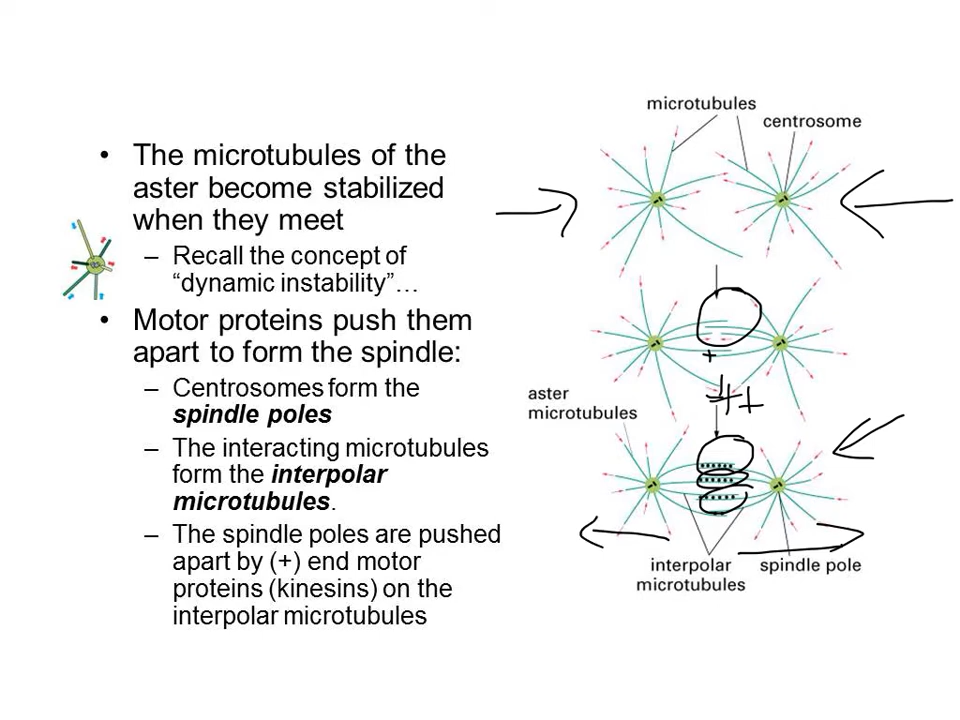 • The microtubules of the
aster become stabilized
when they meet
– Recall the concept of
“dynamic instability”…
• Motor proteins push them
apart to form the spindle:
– Centrosomes form the
spindle poles
– The interacting microtubules
form the interpolar
microtubules.
– The spindle poles are pushed
apart by (+) end motor
proteins (kinesins) on the
interpolar microtubules
microtubules
centrosome
+
aster
microtubules
interpolar
microtubules
spindle pole